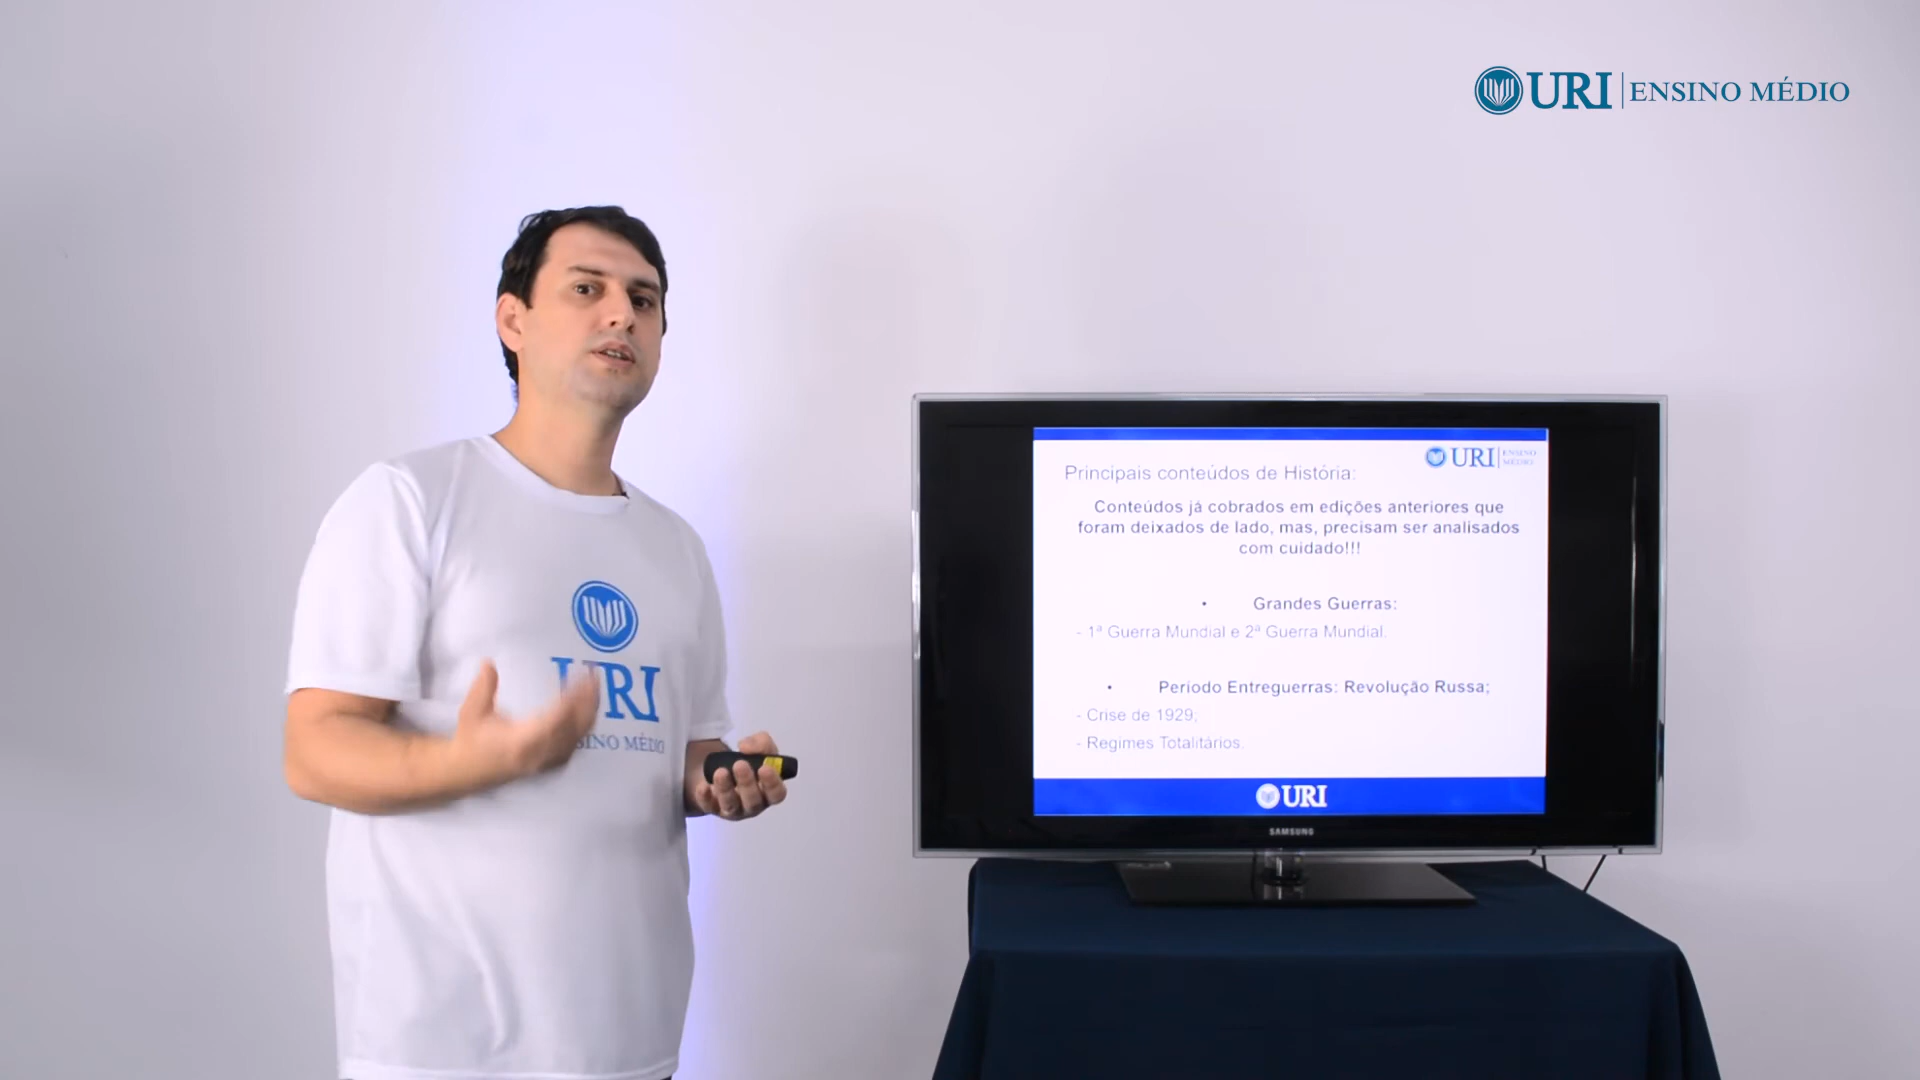 URI ENSINO MÉDIO
URI ENSINO
MÉDIO
Principais conteúdos de História:
Conteúdos já cobrados em edições anteriores que
foram deixados de lado, mas, precisam ser analisados
com cuidado!!!
• Grandes Guerras:
- 1ª Guerra Mundial e 2ª Guerra Mundial.
• Período Entreguerras: Revolução Russa;
- Crise de 1929;
- Regimes Totalitários.
URI
SAMSUNG
URI
SINO MÉDIO